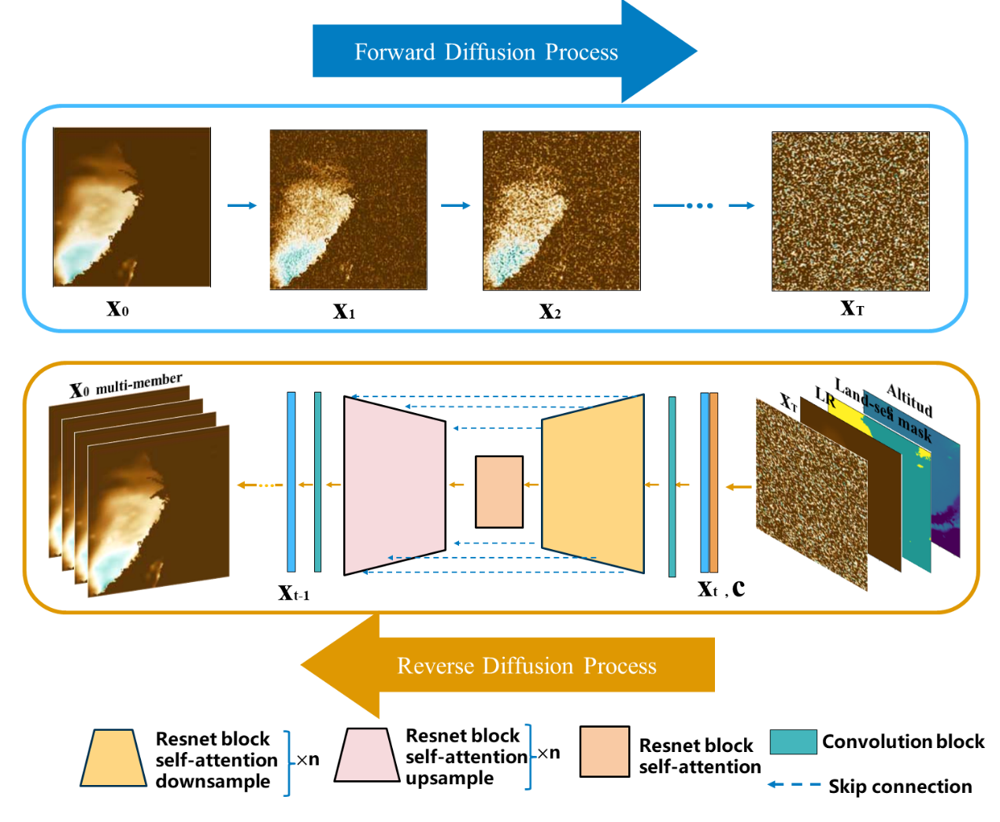 Forward Diffusion Process
x0
x1
x2
xT
x0 multi-member
xT
LR
Land-sea mask
Altitud
xt-1
xt , c
Reverse Diffusion Process
Resnet block
self-attention
downsample
×n
Resnet block
self-attention
upsample
×n
Resnet block
self-attention
Convolution block
Skip connection